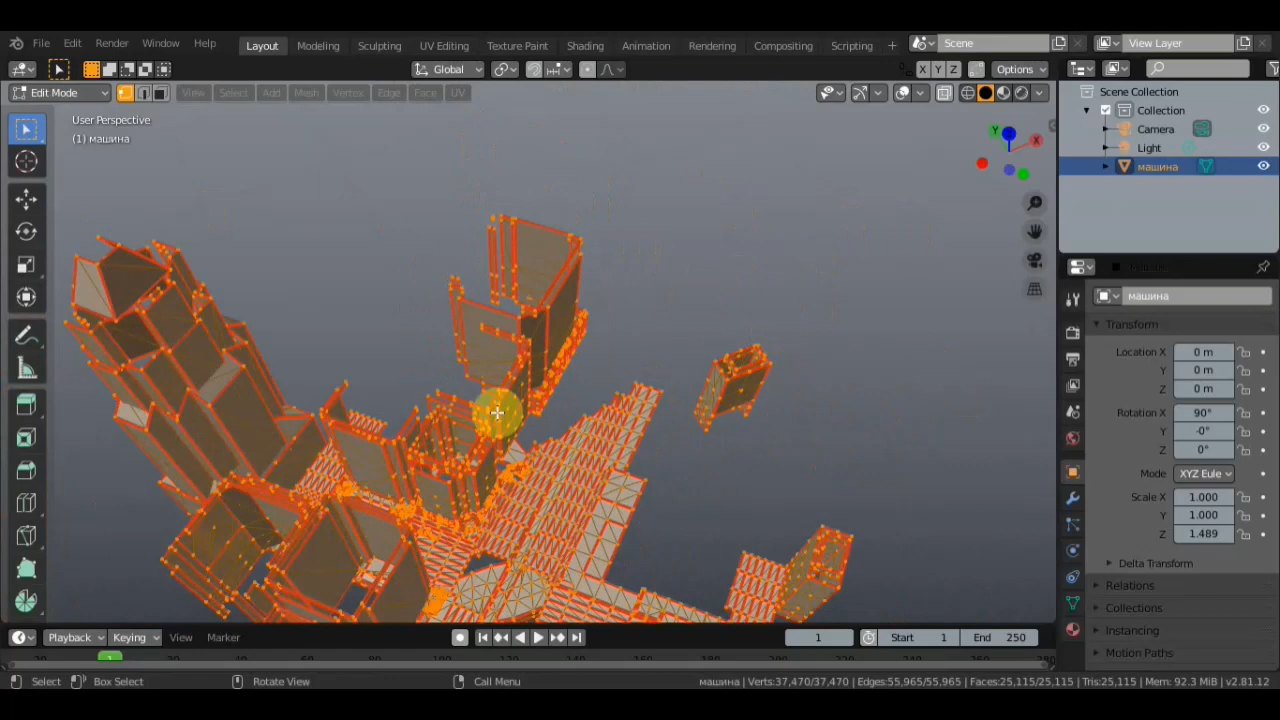 File Edit Render Window Help Layout Modeling Sculpting UV Editing Texture Paint Shading Animation Rendering Compositing Scripting + Scene View Layer
Global X Y Z Options
Edit Mode View Select Add Mesh Vertex Edge Face UV
User Perspective
(1) машина
Y X
Scene Collection
Collection
Camera
Light
машина
машина
Transform
Location X 0 m
Y 0 m
Z 0 m
Rotation X 90°
Y -0°
Z 0°
Mode XYZ Eule
Scale X 1.000
Y 1.000
Z 1.489
Delta Transform
Relations
Collections
Instancing
Motion Paths
Playback Keying View Marker 1 Start 1 End 250
1
Select Box Select Rotate View Call Menu машина | Verts:37,470/37,470 | Edges:55,965/55,965 | Faces:25,115/25,115 | Tris:25,115 | Mem: 92.3 MiB | v2.81.12